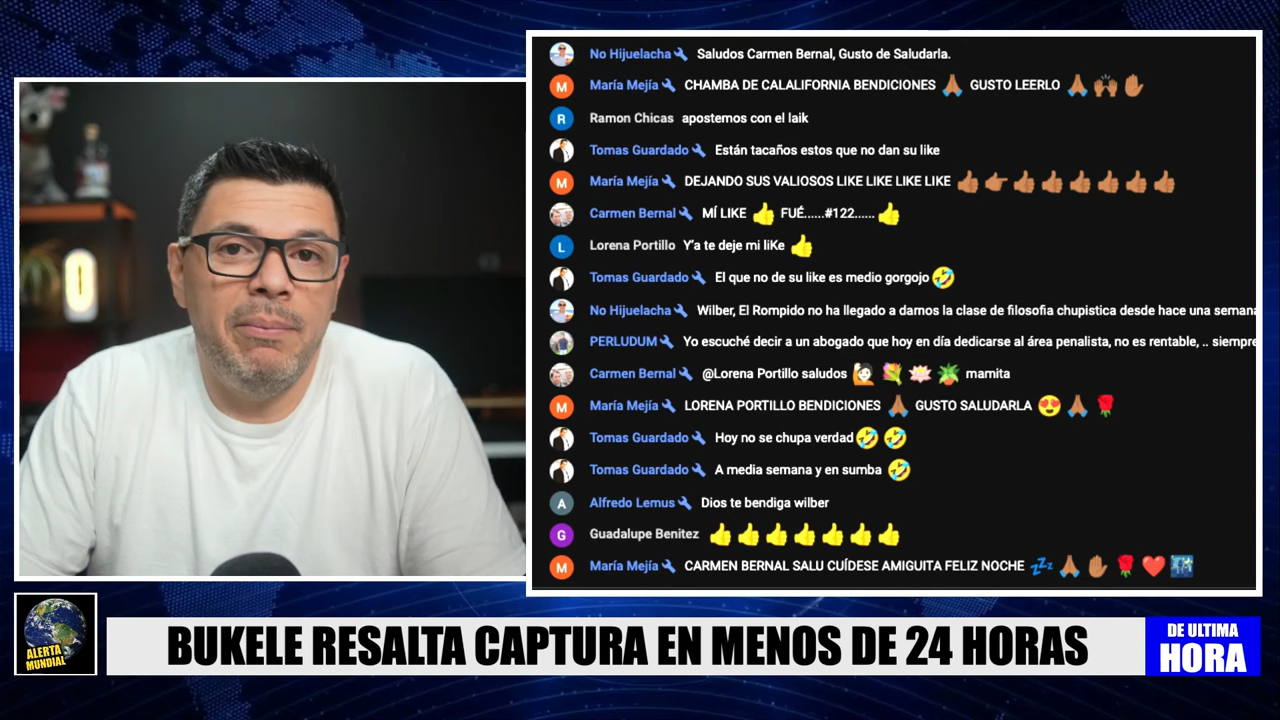 No Hijuelacha Saludos Carmen Bernal, Gusto de Saludarla.
María Mejía CHAMBA DE CALALIFORNIA BENDICIONES 🙏🏽 GUSTO LEERLO 🙏🏽 🙌🏽 ✋🏽
Ramon Chicas apostemos con el laik
Tomas Guardado Están tacaños estos que no dan su like
María Mejía DEJANDO SUS VALIOSOS LIKE LIKE LIKE LIKE 👍🏽 👉🏽 👍🏽 👍🏽 👍🏽 👍🏽 👍🏽 👍🏽
Carmen Bernal MÍ LIKE 👍 FUÉ......#122...... 👍
Lorena Portillo Y'a te deje mi liKe 👍
Tomas Guardado El que no de su like es medio gorgojo 🤣
No Hijuelacha Wilber, El Rompido no ha llegado a darnos la clase de filosofia chupistica desde hace una semana
PERLUDUM Yo escuché decir a un abogado que hoy en día dedicarse al área penalista, no es rentable, .. siempre
Carmen Bernal @Lorena Portillo saludos 🙋🏻 💐 🪷 🪴 mamita
María Mejía LORENA PORTILLO BENDICIONES 🙏🏽 GUSTO SALUDARLA 😍 🙏🏽 🌹
Tomas Guardado Hoy no se chupa verdad 🤣 🤣
Tomas Guardado A media semana y en sumba 🤣
Alfredo Lemus Dios te bendiga wilber
Guadalupe Benitez 👍 👍 👍 👍 👍 👍 👍
María Mejía CARMEN BERNAL SALU CUÍDESE AMIGUITA FELIZ NOCHE 💤 🙏🏽 ✋🏽 🌹 ❤️ 🌃
M
R
M
L
M
A
G
M
ALERTA
MUNDIAL
BUKELE RESALTA CAPTURA EN MENOS DE 24 HORAS
DE ULTIMA
HORA